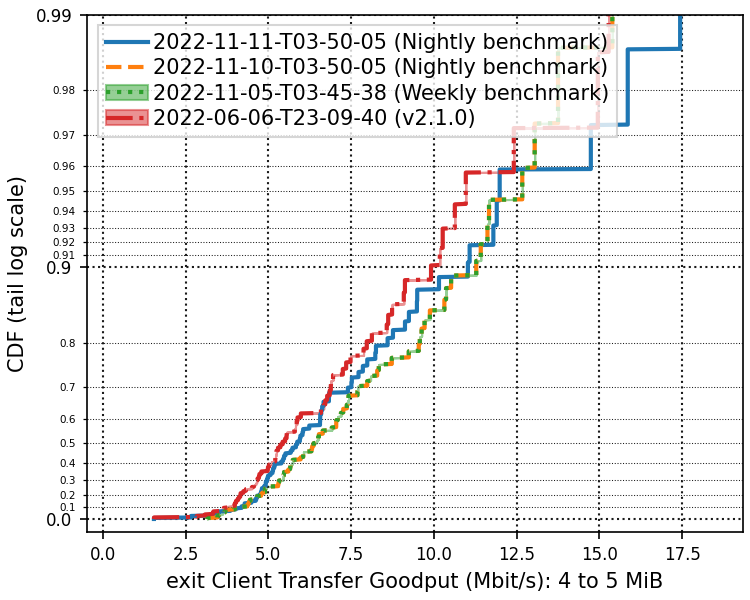 0.99
2022-11-11-T03-50-05 (Nightly benchmark)
2022-11-10-T03-50-05 (Nightly benchmark)
2022-11-05-T03-45-38 (Weekly benchmark)
2022-06-06-T23-09-40 (v2.1.0)
0.98
0.97
0.96
0.95
0.94
0.93
0.92
0.91
0.9
0.8
0.7
0.6
0.5
0.4
0.3
0.2
0.1
0.0
CDF (tail log scale)
0.0 2.5 5.0 7.5 10.0 12.5 15.0 17.5
exit Client Transfer Goodput (Mbit/s): 4 to 5 MiB